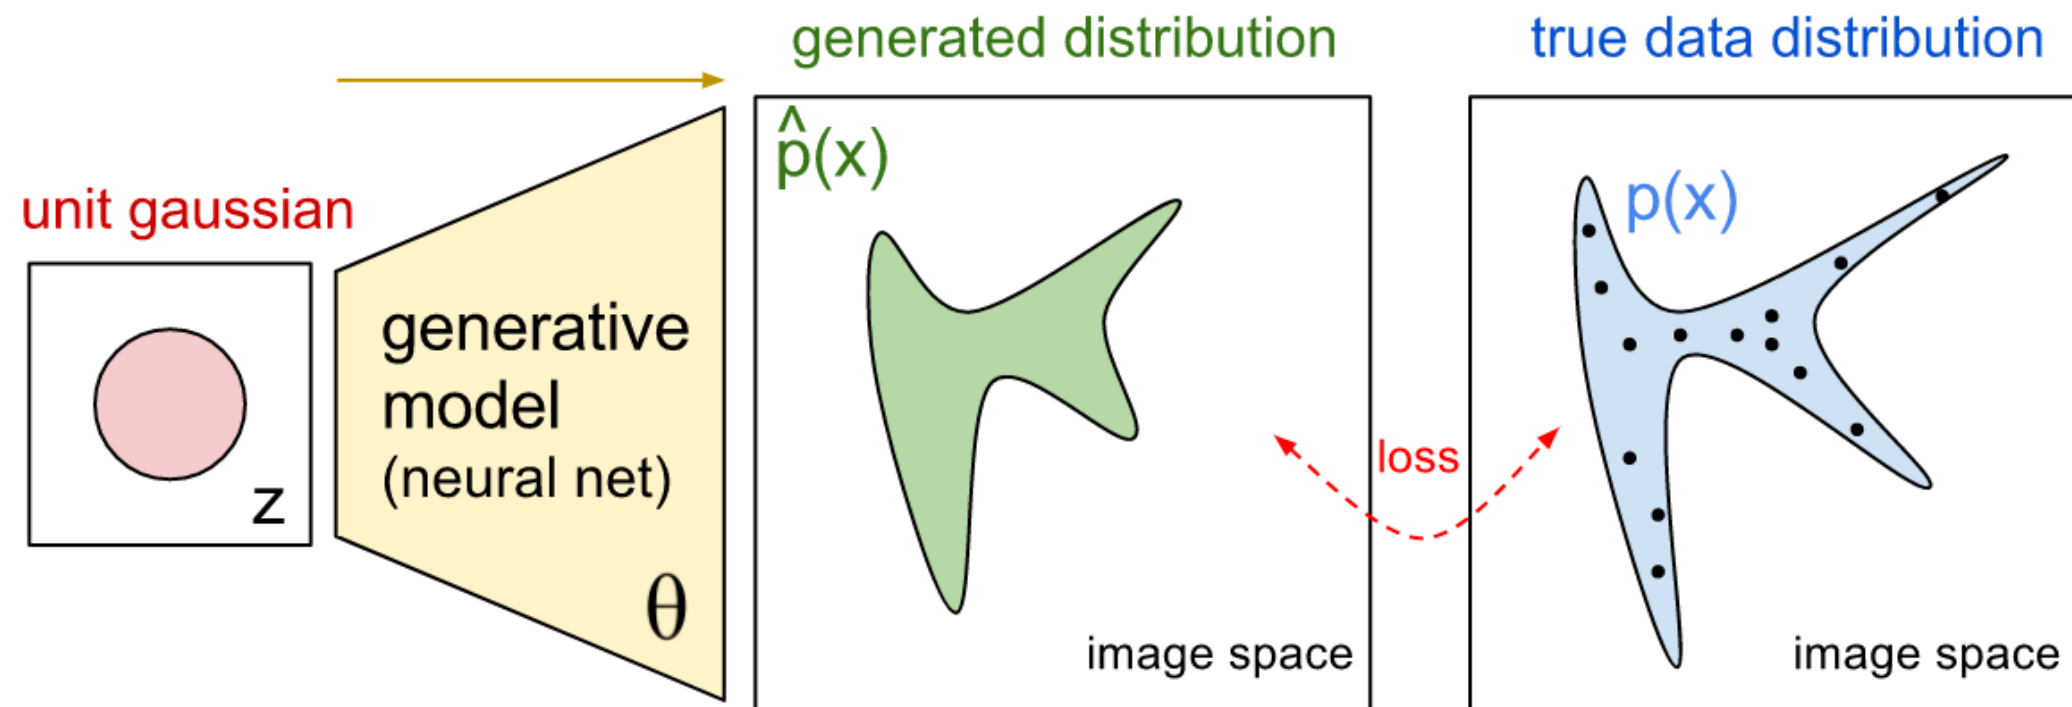 generated distribution
true data distribution
unit gaussian
z
generative
model
(neural net)
θ
p̂(x)
image space
loss
p(x)
image space